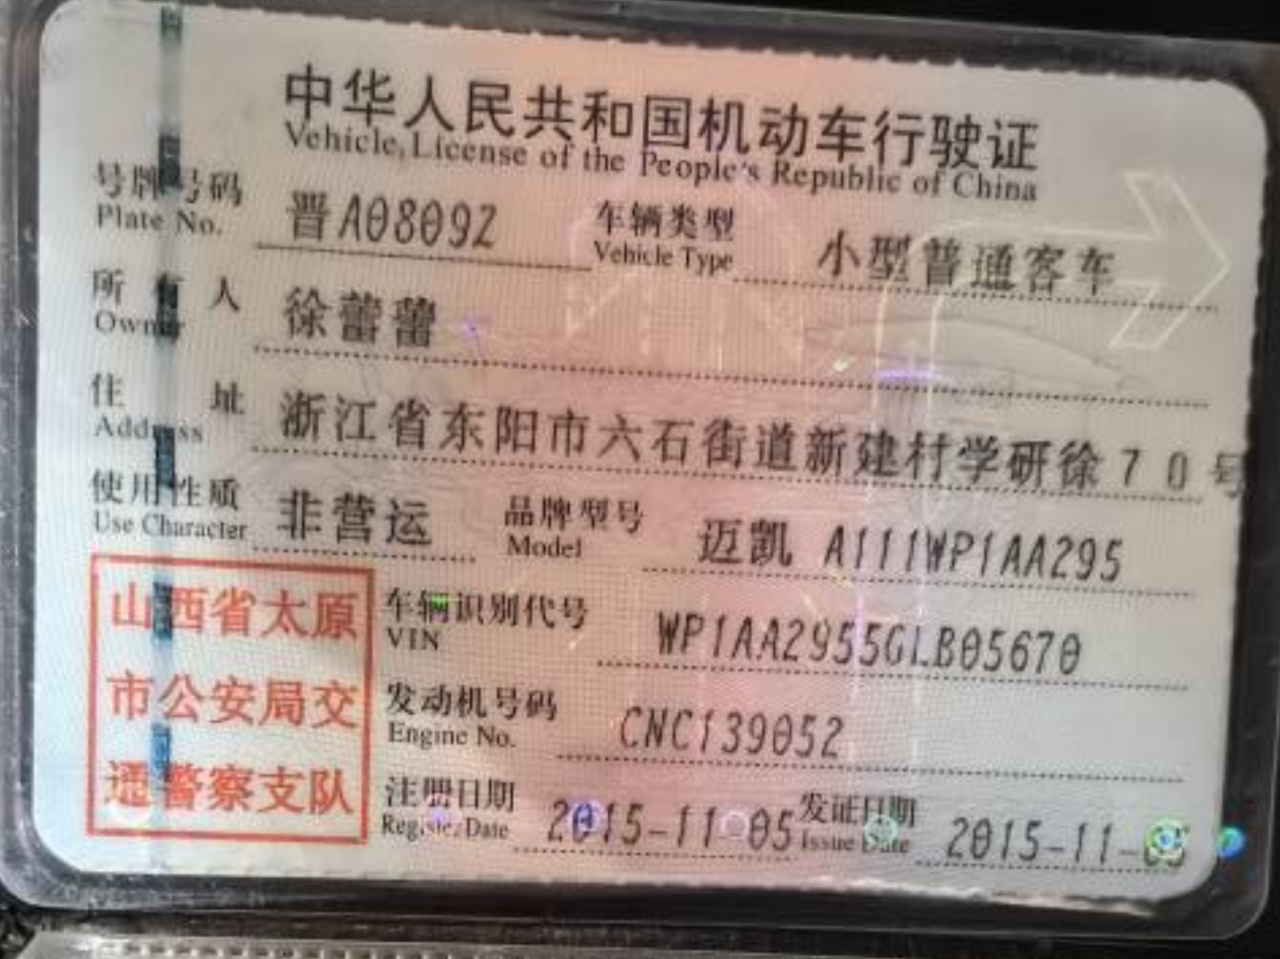 中华人民共和国机动车行驶证
Vehicle License of the People's Republic of China
号牌号码 晋A0809Z 车辆类型 小型普通客车
Plate No. Vehicle Type
所有人 徐蕾蕾
Owner
住址 浙江省东阳市六石街道新建村学研徐70号
Address
使用性质 非营运 品牌型号 迈凯 A111WP1AA295
Use Character Model
山西省太原
市公安局交
通警察支队
车辆识别代号 WP1AA2955GLB05670
VIN
发动机号码 CNC139052
Engine No.
注册日期 2015-11-05 发证日期 2015-11-05
Register Date Issue Date